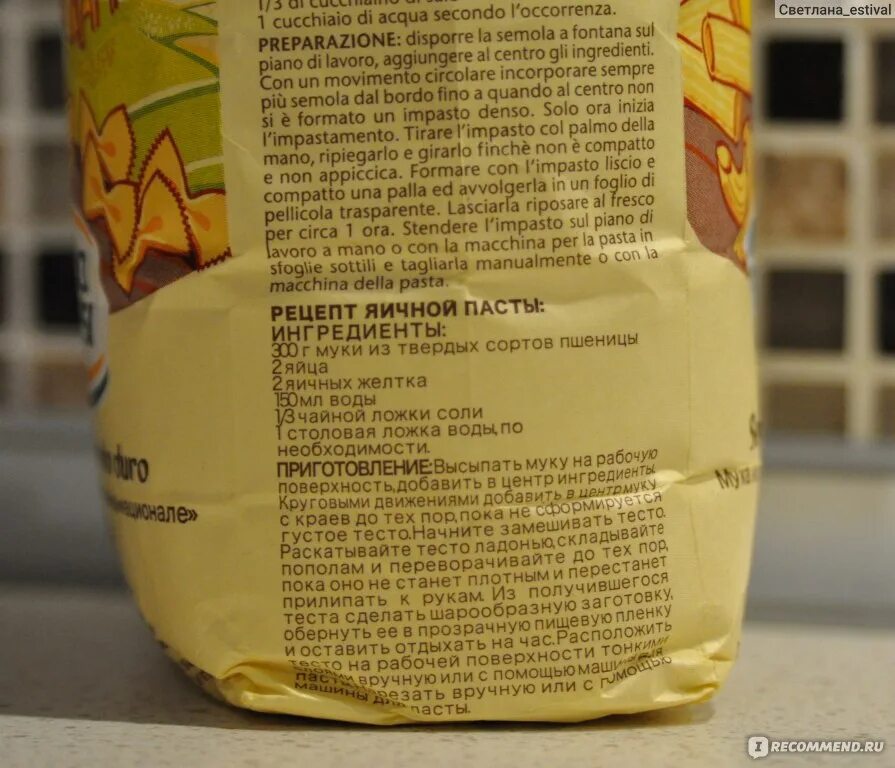 Светлана_estival
1/3 di cucchiaino di sale
1 cucchiaio di acqua secondo l'occorrenza.
PREPARAZIONE: disporre la semola a fontana sul
piano di lavoro, aggiungere al centro gli ingredienti.
Con un movimento circolare incorporare sempre
più semola dal bordo fino a quando al centro non
si è formato un impasto denso. Solo ora inizia
l'impastamento. Tirare l'impasto col palmo della
mano, ripiegarlo e girarlo finchè non è compatto
e non appiccica. Formare con l'impasto liscio e
compatto una palla ed avvolgerla in un foglio di
pellicola trasparente. Lasciarla riposare al fresco
per circa 1 ora. Stendere l'impasto sul piano di
lavoro a mano o con la macchina per la pasta in
sfoglie sottili e tagliarla manualmente o con la
macchina della pasta.
РЕЦЕПТ ЯИЧНОЙ ПАСТЫ:
ИНГРЕДИЕНТЫ:
300 г муки из твердых сортов пшеницы
2 яйца
2 яичных желтка
150 мл воды
1/3 чайной ложки соли
1 столовая ложка воды, по
необходимости.
ПРИГОТОВЛЕНИЕ: Высыпать муку на рабочую
поверхность, добавить в центр ингредиенты.
Круговыми движениями добавить в центр муку
с краев до тех пор, пока не сформируется
густое тесто. Начните замешивать тесто.
Раскатывайте тесто ладонью, складывайте
пополам и переворачивайте до тех пор,
пока оно не станет плотным и перестанет
прилипать к рукам. Из получившегося
теста сделать шарообразную заготовку,
обернуть ее в прозрачную пищевую пленку
и оставить отдыхать на час. Расположить
тесто на рабочей поверхности тонкими
вручную или с помощью
вручную или с помощью
машины для пасты.
duro
Мука
IRECOMMEND.RU